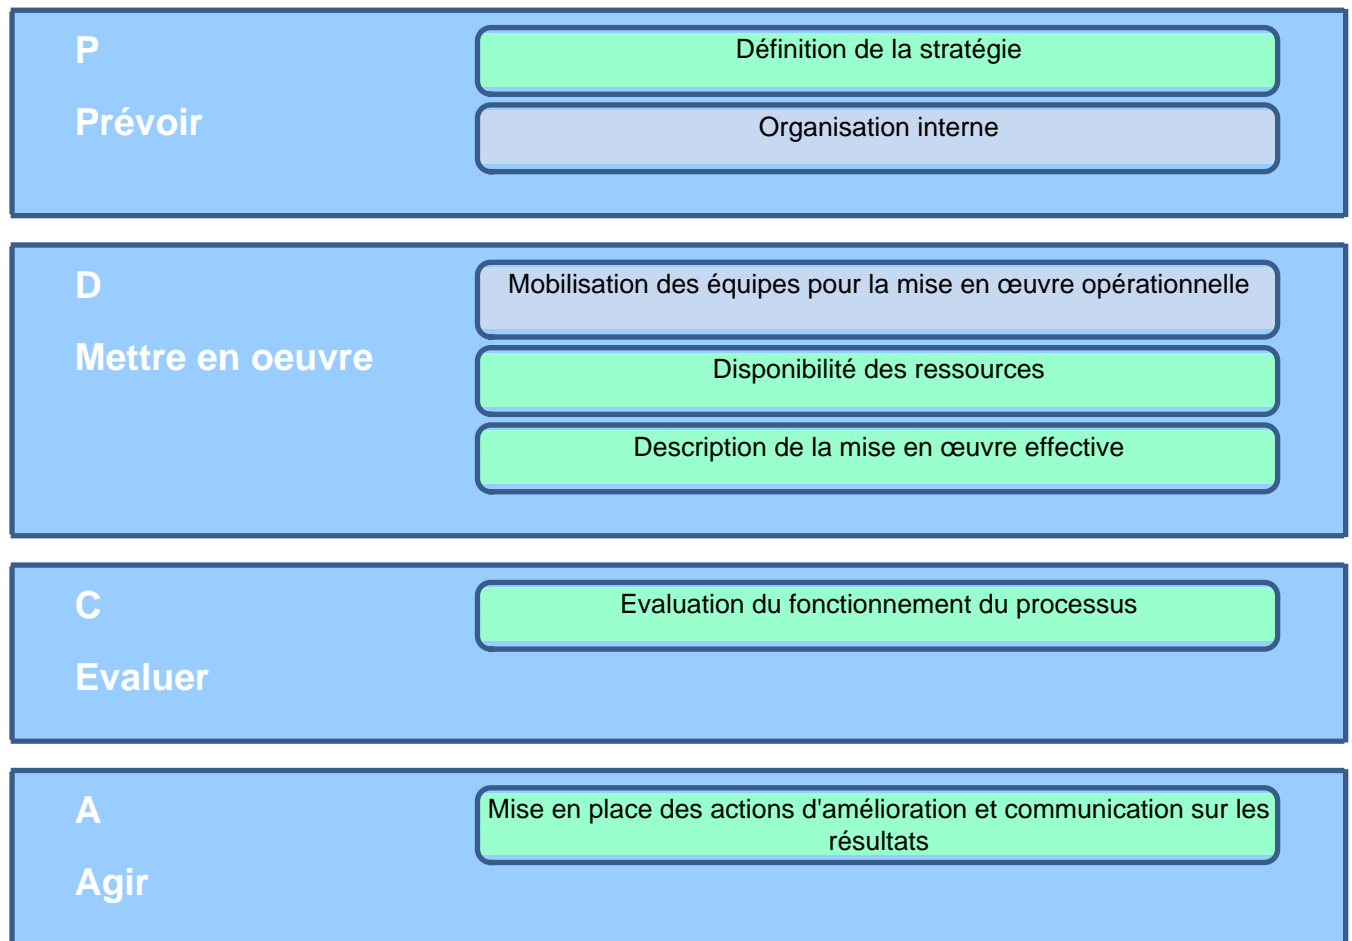 P
Prévoir
Définition de la stratégie
Organisation interne
D
Mettre en oeuvre
Mobilisation des équipes pour la mise en œuvre opérationnelle
Disponibilité des ressources
Description de la mise en œuvre effective
C
Evaluer
Evaluation du fonctionnement du processus
A
Agir
Mise en place des actions d'amélioration et communication sur les
résultats